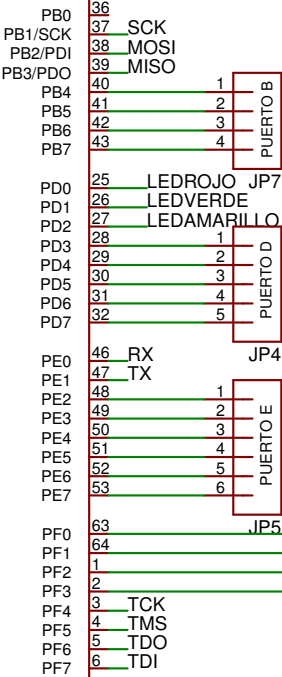 PB0 36
PB1/SCK 37 SCK
PB2/PDI 38 MOSI
PB3/PDO 39 MISO
PB4 40 1
PB5 41 2
PB6 42 3
PB7 43 4
PUERTO B
JP7
PD0 25 LEDROJO
PD1 26 LEDVERDE
PD2 27 LEDAMARILLO
PD3 28 1
PD4 29 2
PD5 30 3
PD6 31 4
PD7 32 5
PUERTO D
JP4
PE0 46 RX
PE1 47 TX
PE2 48 1
PE3 49 2
PE4 50 3
PE5 51 4
PE6 52 5
PE7 53 6
PUERTO E
JP5
PF0 63
PF1 64
PF2 1
PF3 2
PF4 3 TCK
PF5 4 TMS
PF6 5 TDO
PF7 6 TDI